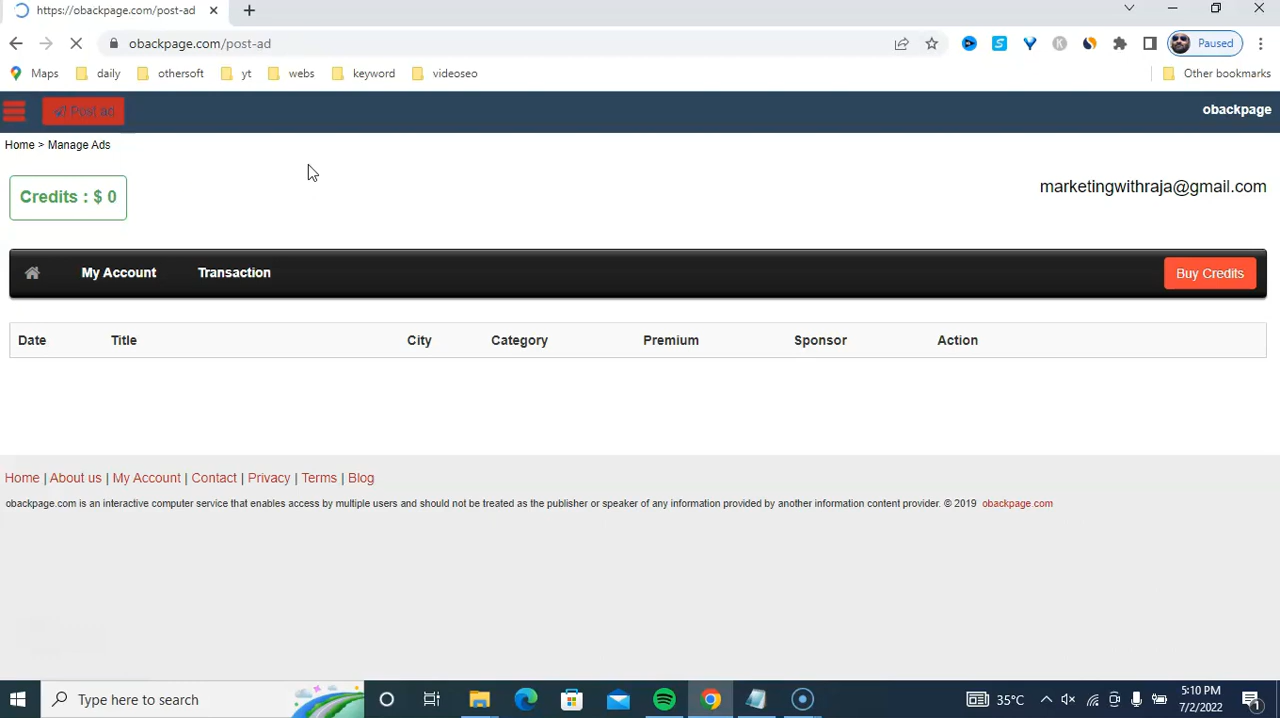 https://obackpage.com/post-ad
obackpage.com/post-ad
Paused
Maps daily othersoft yt webs keyword videoseo Other bookmarks
Post ad obackpage
Home > Manage Ads
Credits : $ 0 marketingwithraja@gmail.com
My Account Transaction Buy Credits
Date Title City Category Premium Sponsor Action
Home | About us | My Account | Contact | Privacy | Terms | Blog
obackpage.com is an interactive computer service that enables access by multiple users and should not be treated as the publisher or speaker of any information provided by another information content provider. © 2019 obackpage.com
Type here to search 35°C 5:10 PM
7/2/2022